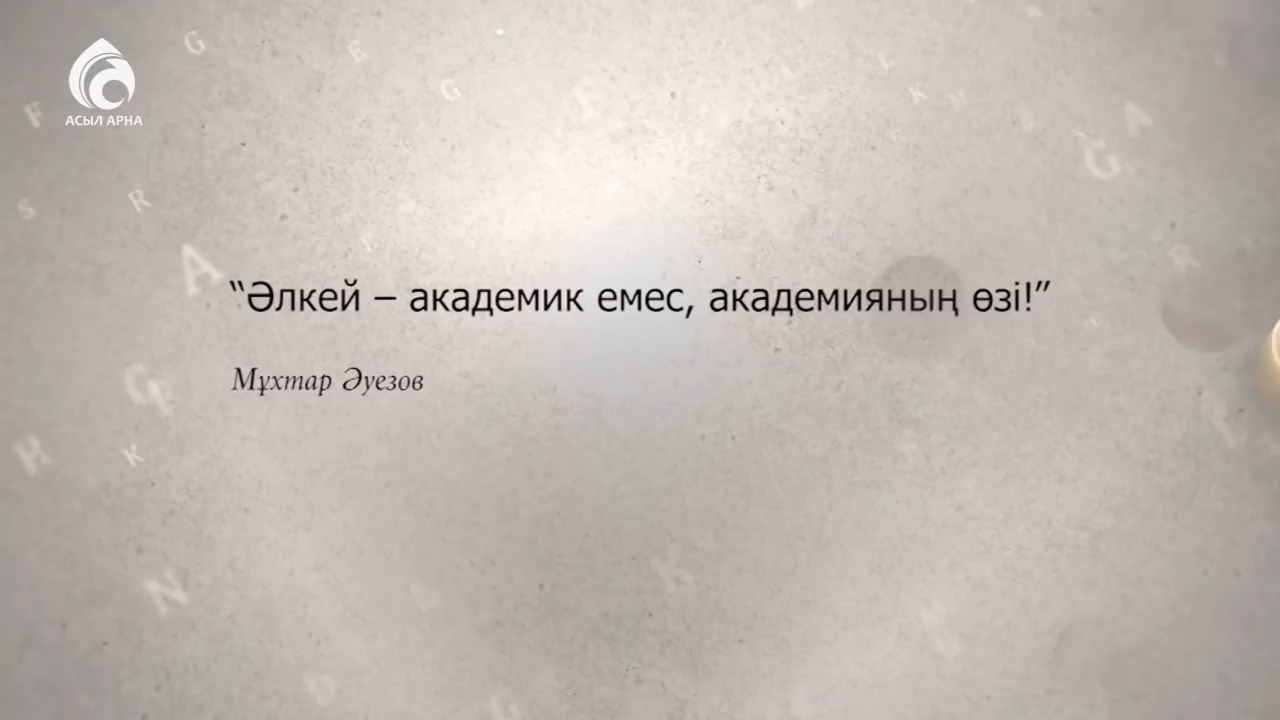 АСЫЛ АРНА
“Әлкей – академик емес, академияның өзі!”
Мұхтар Әуезов